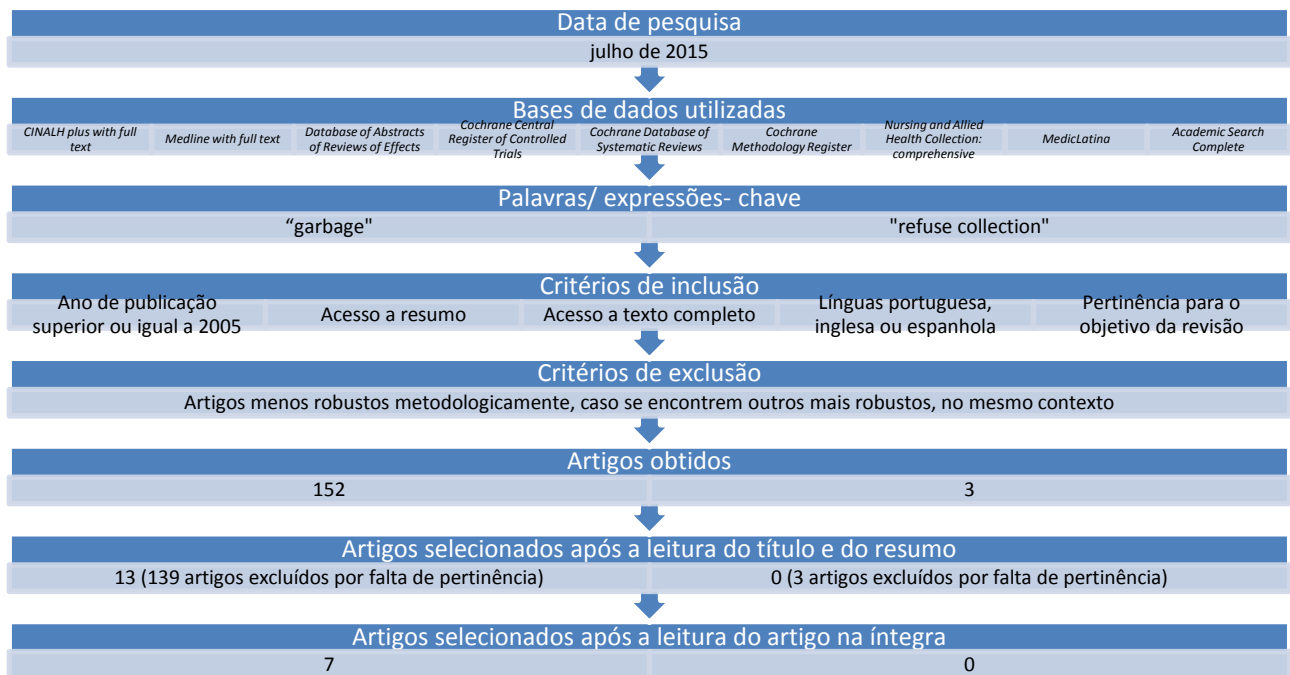 Data de pesquisa
julho de 2015
Bases de dados utilizadas
CINALH plus with full
text
Medline with full text
Database of Abstracts
of Reviews of Effects
Cochrane Central
Register of Controlled
Trials
Cochrane Database of
Systematic Reviews
Cochrane
Methodology Register
Nursing and Allied
Health Collection:
comprehensive
MedicLatina
Academic Search
Complete
Palavras/ expressões- chave
“garbage"
"refuse collection"
Critérios de inclusão
Ano de publicação
superior ou igual a 2005
Acesso a resumo
Acesso a texto completo
Línguas portuguesa,
inglesa ou espanhola
Pertinência para o
objetivo da revisão
Critérios de exclusão
Artigos menos robustos metodologicamente, caso se encontrem outros mais robustos, no mesmo contexto
Artigos obtidos
152
3
Artigos selecionados após a leitura do título e do resumo
13 (139 artigos excluídos por falta de pertinência)
0 (3 artigos excluídos por falta de pertinência)
Artigos selecionados após a leitura do artigo na íntegra
7
0